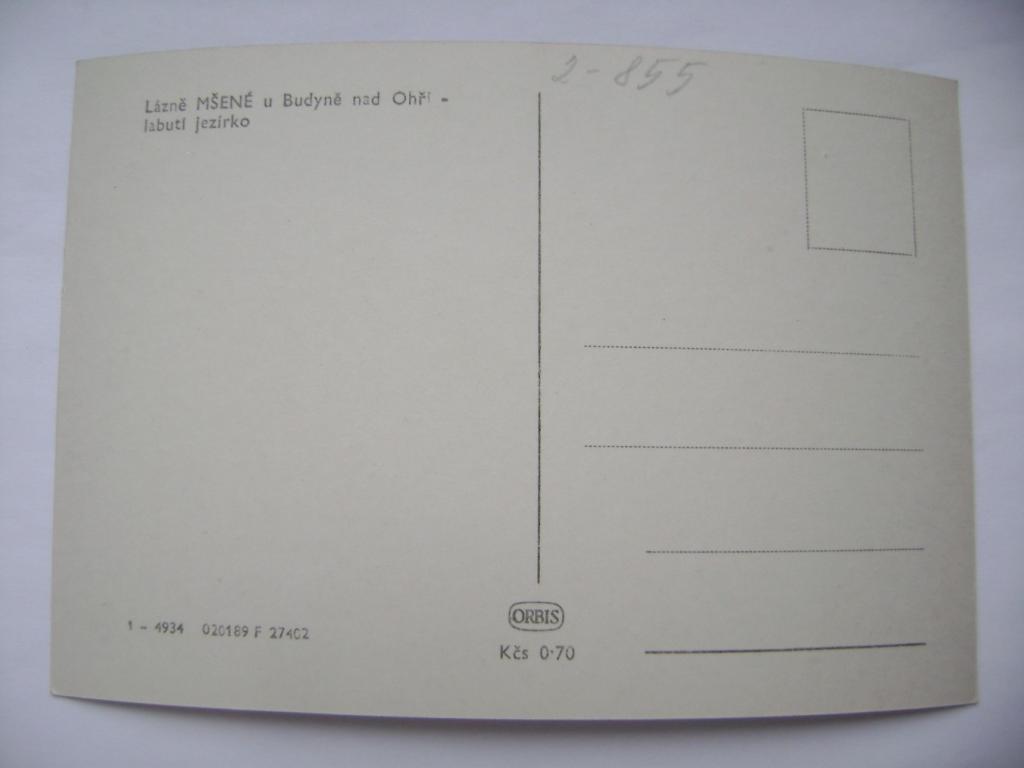 2-855
Lázně MŠENÉ u Budyně nad Ohří -
labutí jezírko
1 - 4934 020189 F 27402
ORBIS
Kčs 0·70